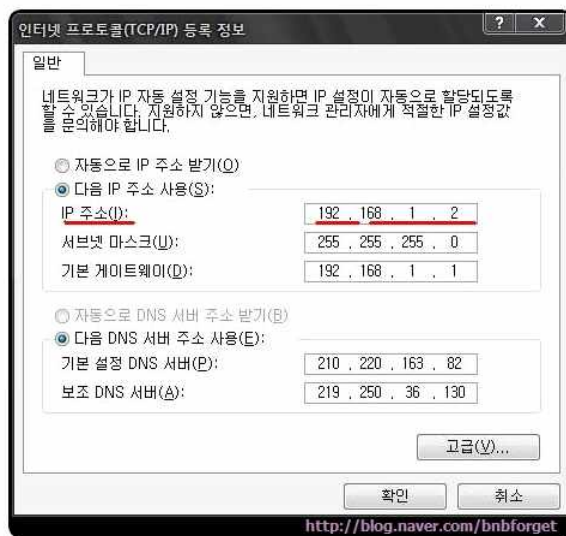 인터넷 프로토콜(TCP/IP) 등록 정보
일반
네트워크가 IP 자동 설정 기능을 지원하면 IP 설정이 자동으로 할당되도록
할 수 있습니다. 지원하지 않으면, 네트워크 관리자에게 적절한 IP 설정값
을 문의해야 합니다.
자동으로 IP 주소 받기(O)
다음 IP 주소 사용(S):
IP 주소(I): 192 . 168 . 1 . 2
서브넷 마스크(U): 255 . 255 . 255 . 0
기본 게이트웨이(D): 192 . 168 . 1 . 1
자동으로 DNS 서버 주소 받기(B)
다음 DNS 서버 주소 사용(E):
기본 설정 DNS 서버(P): 210 . 220 . 163 . 82
보조 DNS 서버(A): 219 . 250 . 36 . 130
고급(V)...
확인 취소
http://blog.naver.com/bnbforget